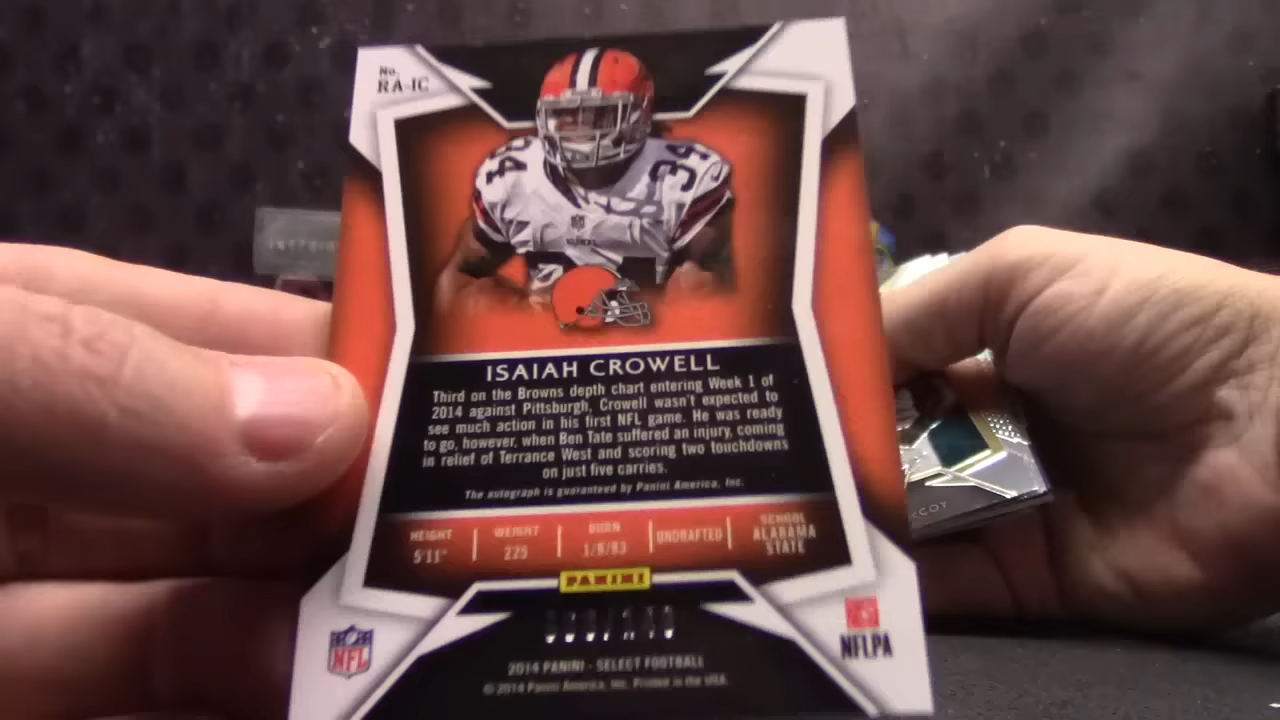 No.
RA-IC
34 34
ISAIAH CROWELL
Third on the Browns depth chart entering Week 1 of
2014 against Pittsburgh, Crowell wasn't expected to
see much action in his first NFL game. He was ready
to go, however, when Ben Tate suffered an injury, coming
in relief of Terrance West and scoring two touchdowns
on just five carries.
The autograph is guaranteed by Panini America, Inc.
HEIGHT WEIGHT BORN UNDRAFTED SCHOOL
5'11" 225 1/8/93 ALABAMA
STATE
PANINI
NFL NFLPA
2014 PANINI - SELECT FOOTBALL
© 2014 Panini America, Inc. Printed in the USA.